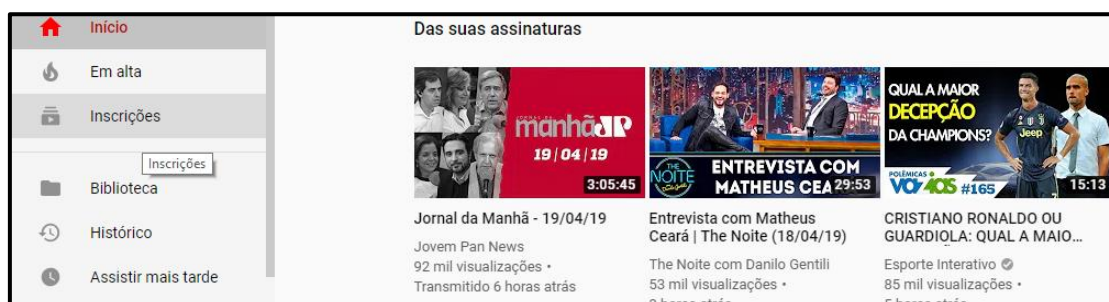 Início
Em alta
Inscrições
Inscrições
Biblioteca
Histórico
Assistir mais tarde
Das suas assinaturas
JORNAL DA
manhã JP
19 | 04 | 19
3:05:45
Jornal da Manhã - 19/04/19
Jovem Pan News
92 mil visualizações •
Transmitido 6 horas atrás
THE
NOITE
ENTREVISTA COM
MATHEUS CEA
29:53
Entrevista com Matheus
Ceará | The Noite (18/04/19)
The Noite com Danilo Gentili
53 mil visualizações •
QUAL A MAIOR
DECEPÇÃO
DA CHAMPIONS?
Jeep
POLÊMICAS
#165
15:13
CRISTIANO RONALDO OU
GUARDIOLA: QUAL A MAIO...
Esporte Interativo
85 mil visualizações •